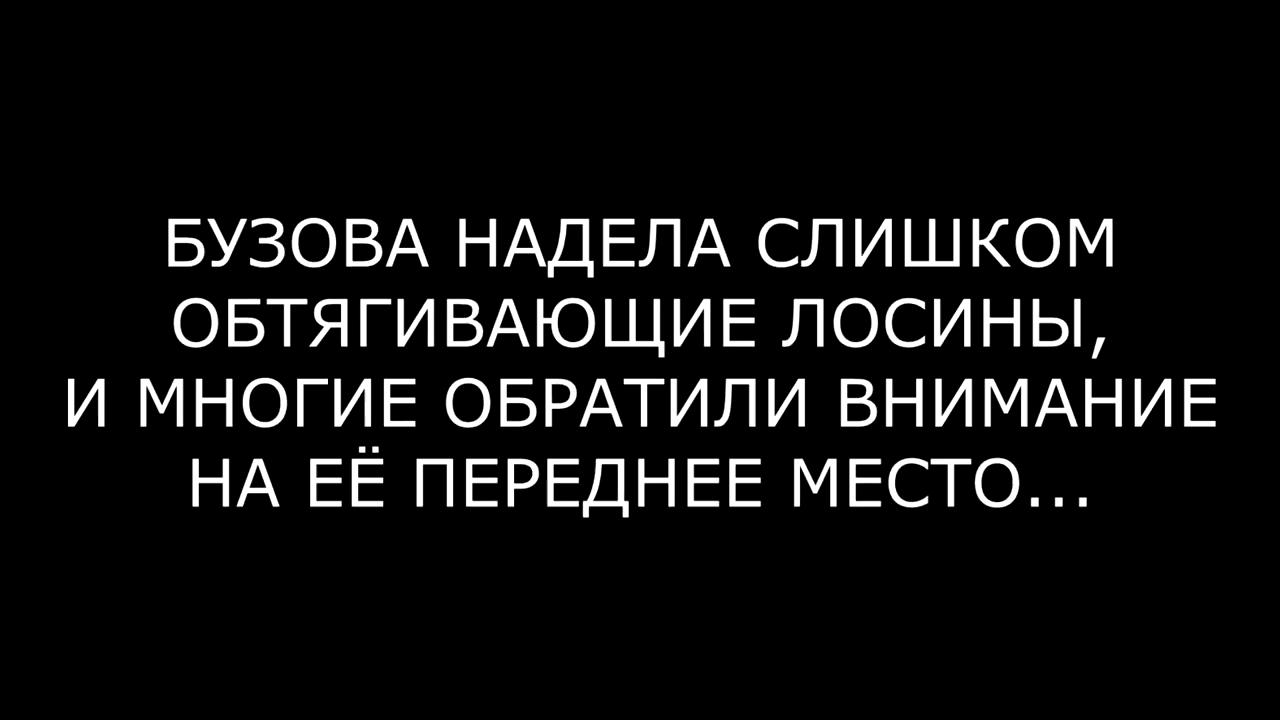 БУЗОВА НАДЕЛА СЛИШКОМ
ОБТЯГИВАЮЩИЕ ЛОСИНЫ,
И МНОГИЕ ОБРАТИЛИ ВНИМАНИЕ
НА ЕЁ ПЕРЕДНЕЕ МЕСТО...